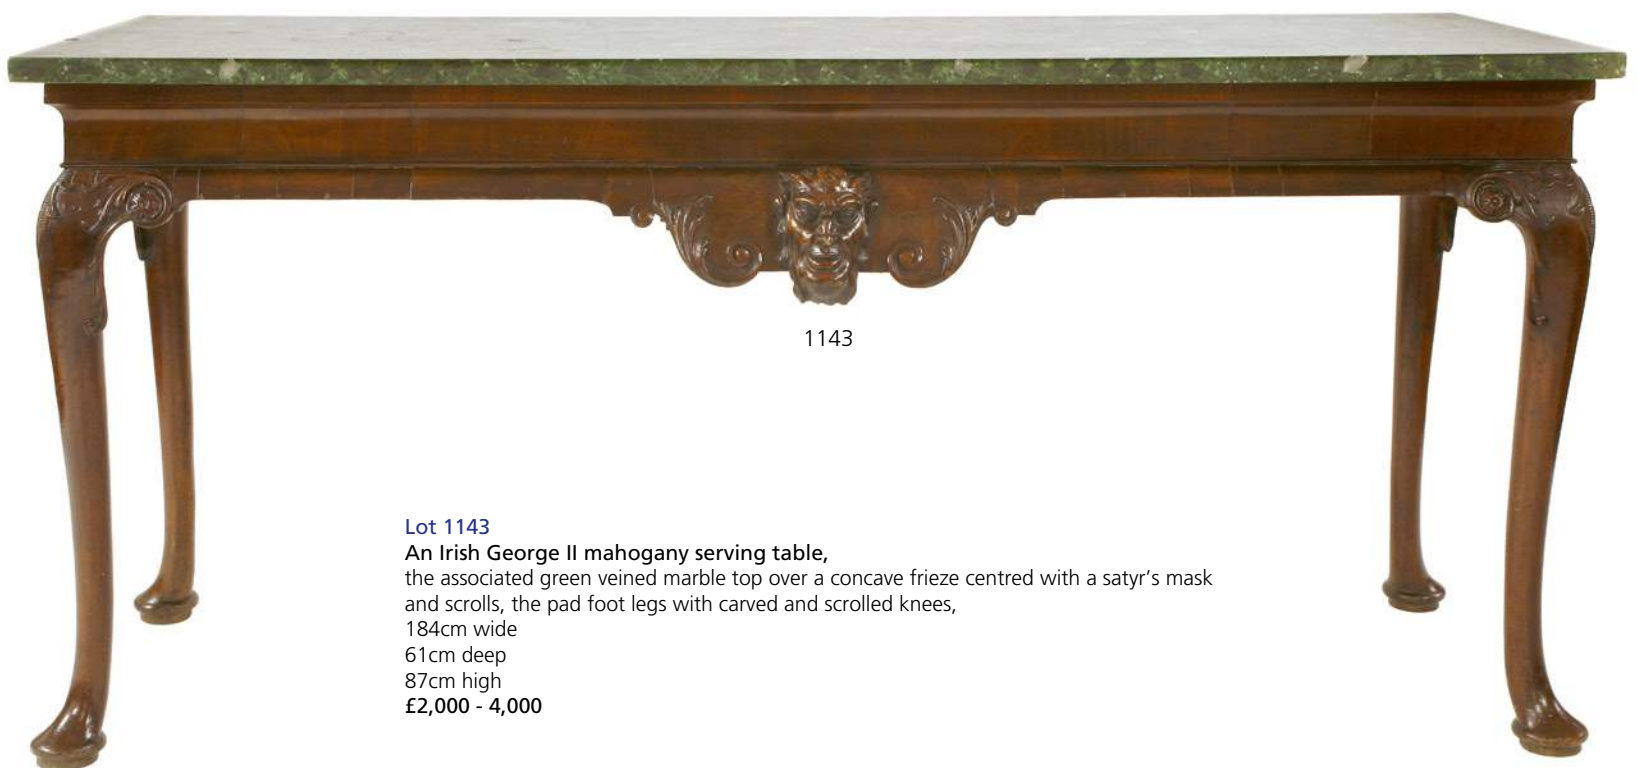 1143
Lot 1143
An Irish George II mahogany serving table,
the associated green veined marble top over a concave frieze centred with a satyr’s mask
and scrolls, the pad foot legs with carved and scrolled knees,
184cm wide
61cm deep
87cm high
£2,000 - 4,000